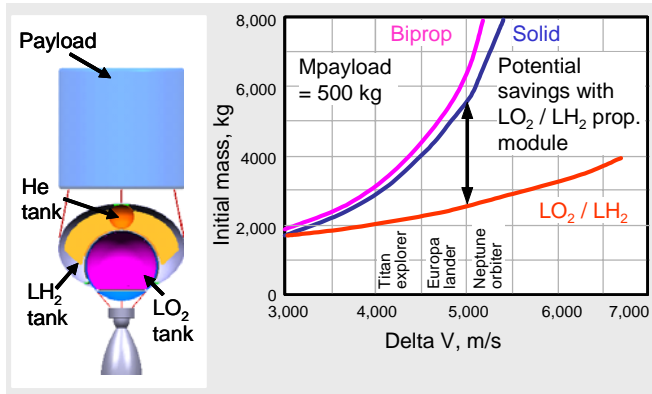 Payload
He
tank
LH2
tank
LO2
tank
8,000
6,000
4000
2,000
0
Initial mass, kg
3,000
4,000
5,000
6,000
7,000
Delta V, m/s
Biprop
Solid
Mpayload
= 500 kg
Potential
savings with
LO2 / LH2 prop.
module
LO2 / LH2
Titan
explorer
Europa
lander
Neptune
orbiter